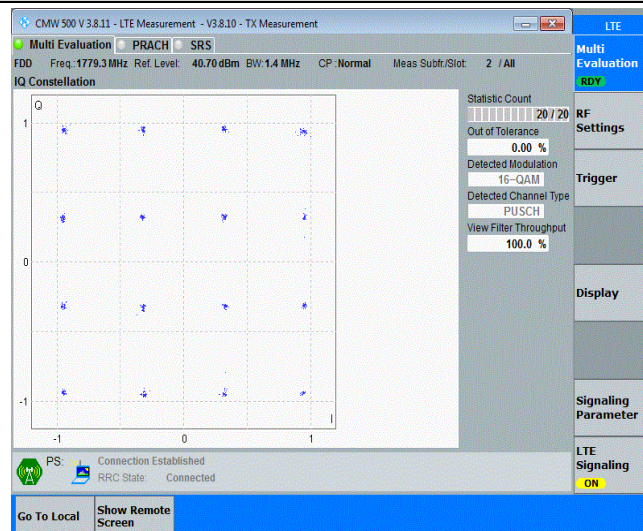 CMW 500 V 3.8.11 - LTE Measurement - V3.8.10 - TX Measurement
LTE
Multi Evaluation PRACH SRS
Multi
Evaluation
RDY
FDD Freq.:1779.3 MHz Ref. Level: 40.70 dBm BW:1.4 MHz CP :Normal Meas Subfr./Slot: 2 / All
IQ Constellation
Statistic Count
20 / 20
Out of Tolerance
0.00 %
Detected Modulation
16-QAM
Detected Channel Type
PUSCH
View Filter Throughput
100.0 %
Q
1
0
-1
I
-1 0 1
RF
Settings
Trigger
Display
Signaling
Parameter
LTE
Signaling
ON
PS: Connection Established
RRC State: Connected
Go To Local
Show Remote
Screen